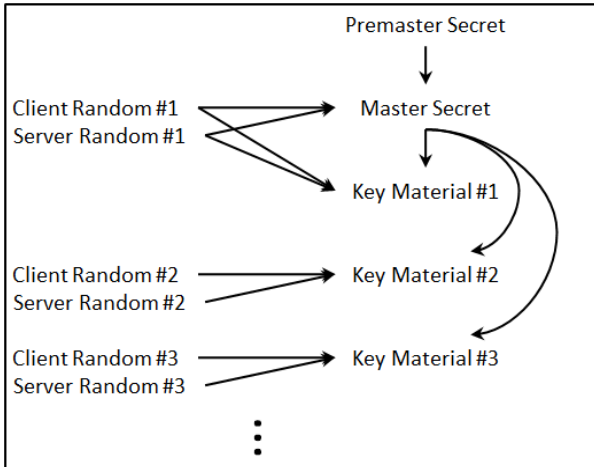 Premaster Secret
Client Random #1
Master Secret
Server Random #1
Key Material #1
Client Random #2
Key Material #2
Server Random #2
Client Random #3
Key Material #3
Server Random #3